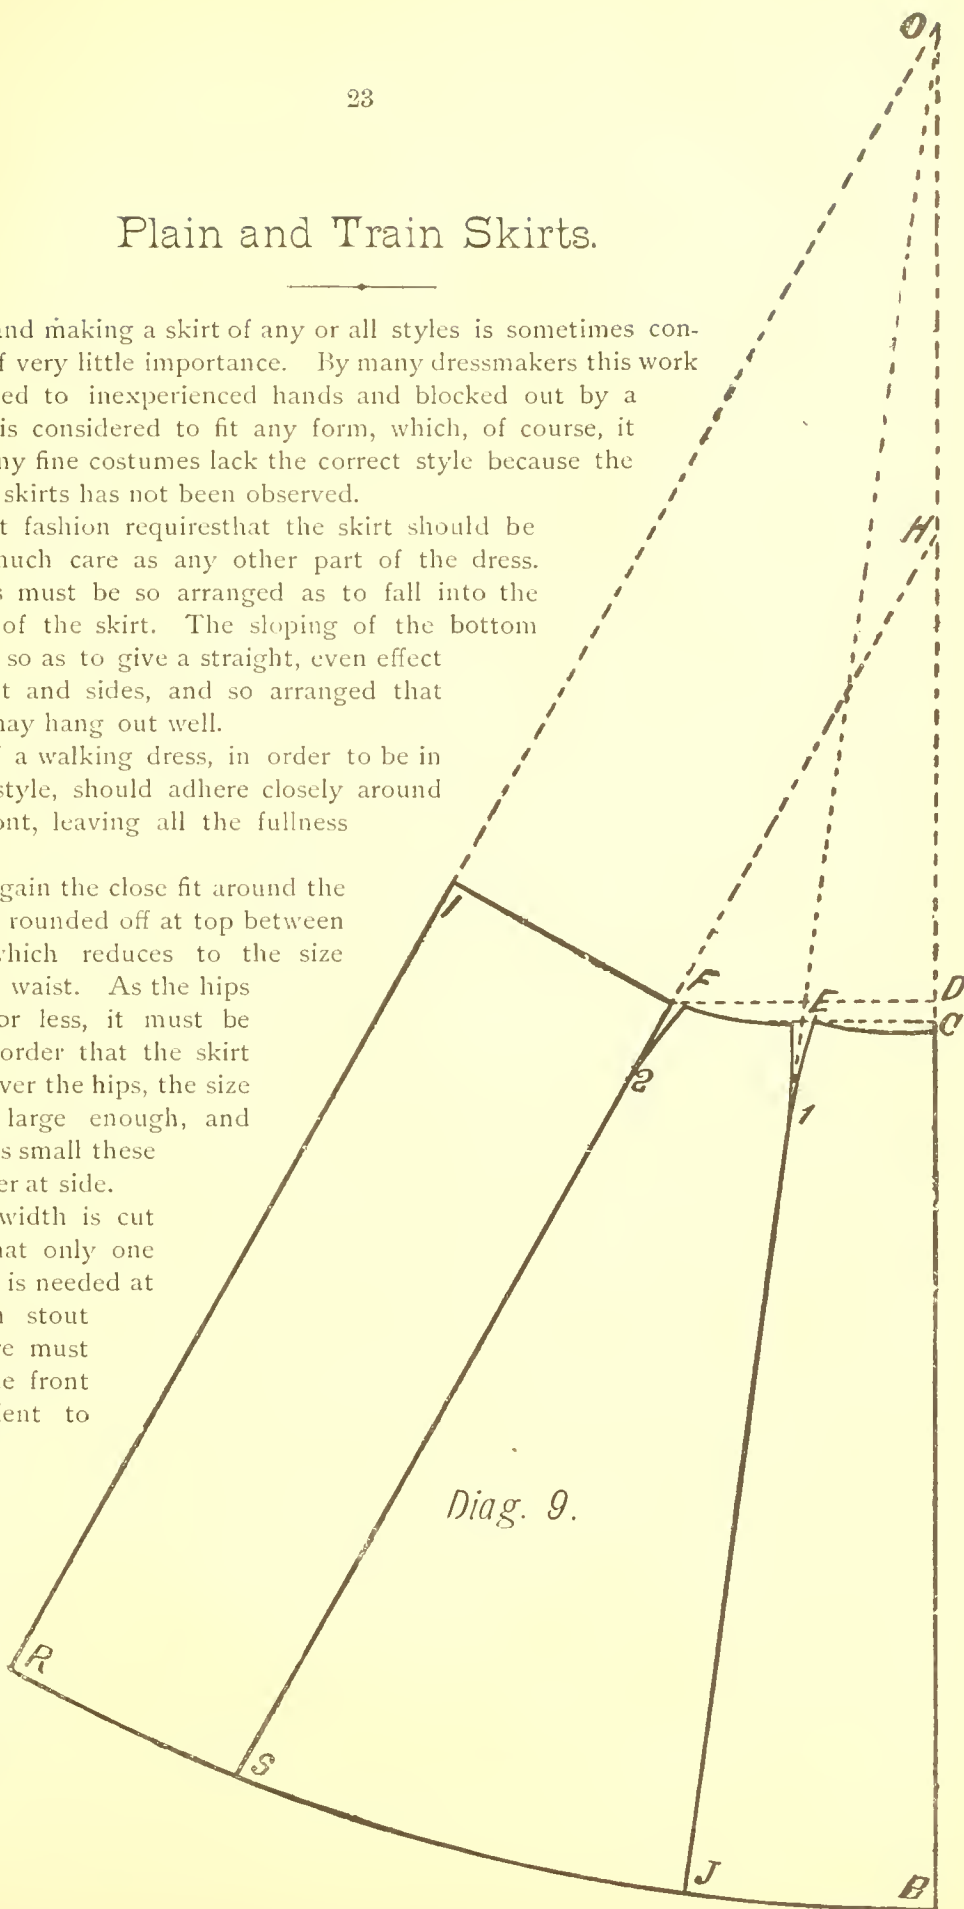 23
Plain and Train Skirts.
and making a skirt of any or all styles is sometimes con-
f very little importance. By many dressmakers this work
ed to inexperienced hands and blocked out by a
is considered to fit any form, which, of course, it
ny fine costumes lack the correct style because the
skirts has not been observed.
t fashion requiresthat the skirt should be
much care as any other part of the dress.
s must be so arranged as to fall into the
of the skirt. The sloping of the bottom
so as to give a straight, even effect
t and sides, and so arranged that
may hang out well.
f a walking dress, in order to be in
style, should adhere closely around
ont, leaving all the fullness
gain the close fit around the
rounded off at top between
which reduces to the size
waist. As the hips
or less, it must be
order that the skirt
ver the hips, the size
large enough, and
s small these
er at side.
width is cut
hat only one
is needed at
n stout
re must
e front
ient to
O
H
I
F
D
E
C
2
1
Diag. 9.
R
S
J
B